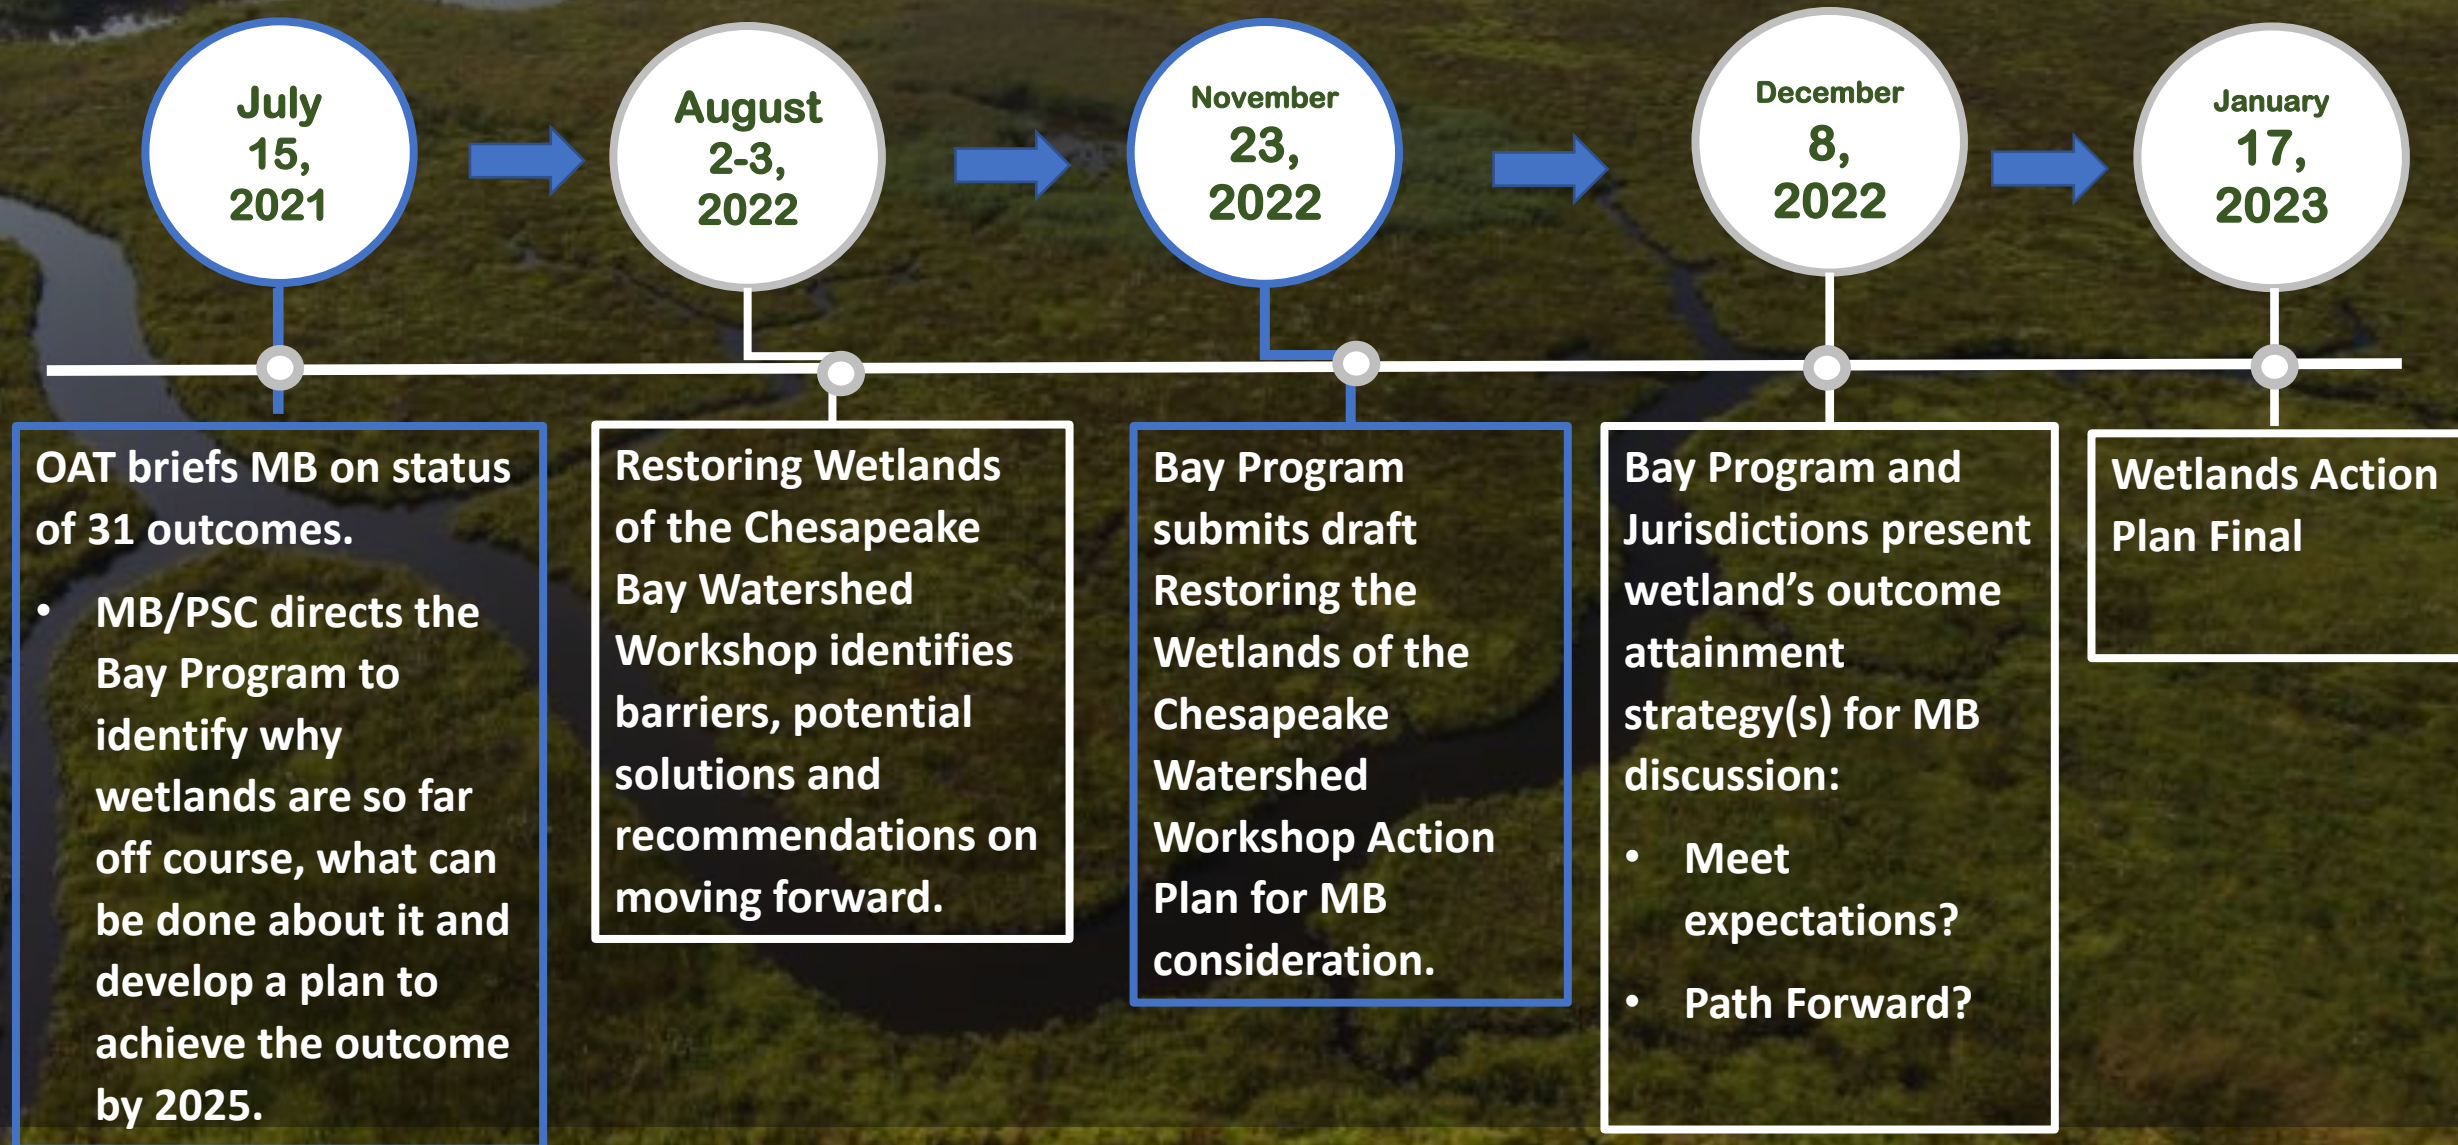 July
15,
2021
August
2-3,
2022
November
23,
2022
December
8,
2022
January
17,
2023
OAT briefs MB on status
of 31 outcomes.
• MB/PSC directs the
Bay Program to
identify why
wetlands are so far
off course, what can
be done about it and
develop a plan to
achieve the outcome
by 2025.
Restoring Wetlands
of the Chesapeake
Bay Watershed
Workshop identifies
barriers, potential
solutions and
recommendations on
moving forward.
Bay Program
submits draft
Restoring the
Wetlands of the
Chesapeake
Watershed
Workshop Action
Plan for MB
consideration.
Bay Program and
Jurisdictions present
wetland’s outcome
attainment
strategy(s) for MB
discussion:
• Meet
expectations?
• Path Forward?
Wetlands Action
Plan Final